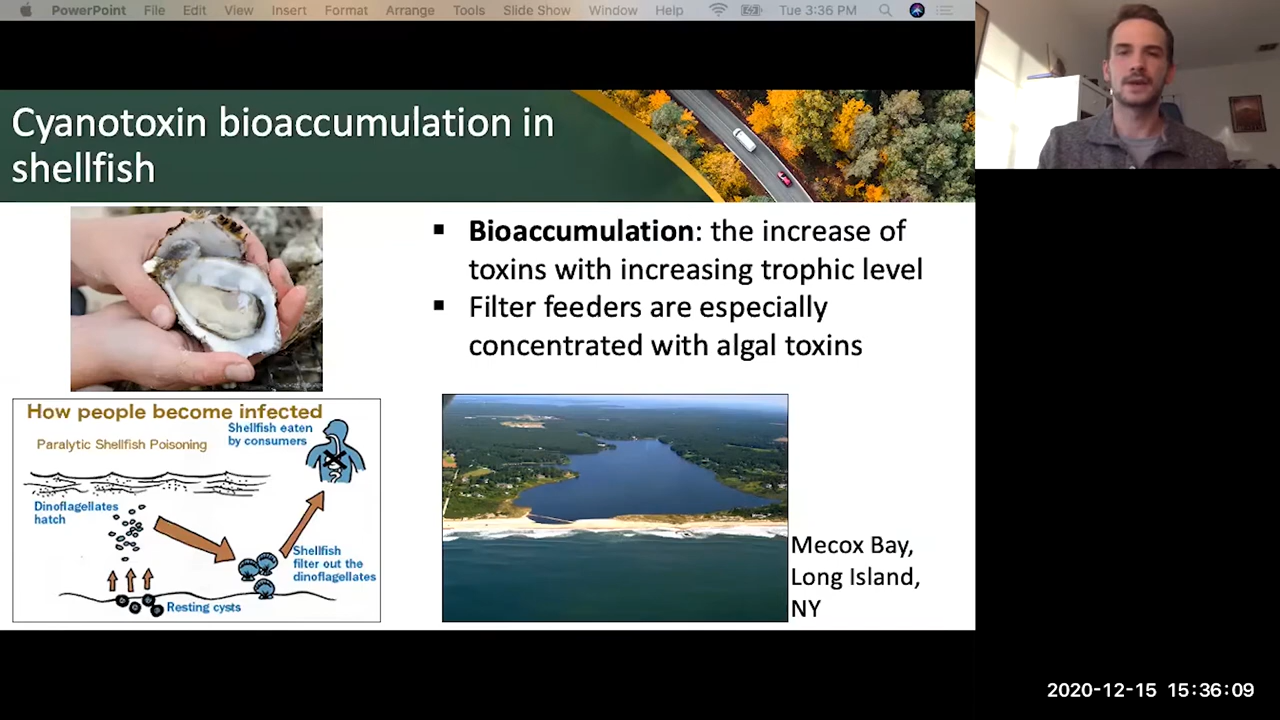 PowerPoint File Edit View Insert Format Arrange Tools Slide Show Window Help Tue 3:36 PM
Cyanotoxin bioaccumulation in
shellfish
▪ Bioaccumulation: the increase of
toxins with increasing trophic level
▪ Filter feeders are especially
concentrated with algal toxins
How people become infected
Paralytic Shellfish Poisoning
Shellfish eaten
by consumers
Dinoflagellates
hatch
Shellfish
filter out the
dinoflagellates
Resting cysts
Mecox Bay,
Long Island,
NY
2020-12-15 15:36:09